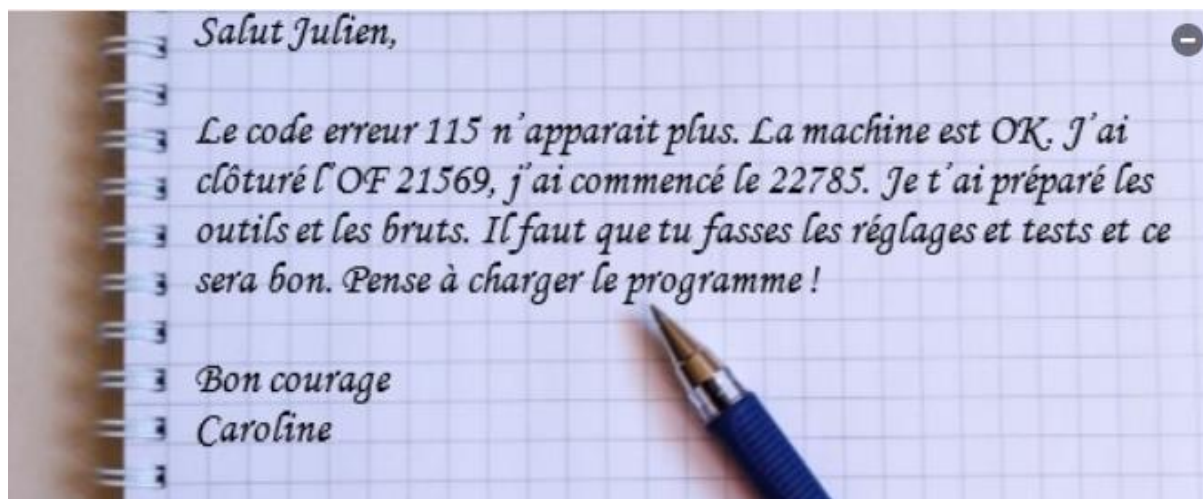 Salut Julien,
Le code erreur 115 n'apparait plus. La machine est OK. J'ai
clôturé l'OF 21569, j'ai commencé le 22785. Je t'ai préparé les
outils et les bruts. Il faut que tu fasses les réglages et tests et ce
sera bon. Pense à charger le programme !
Bon courage
Caroline